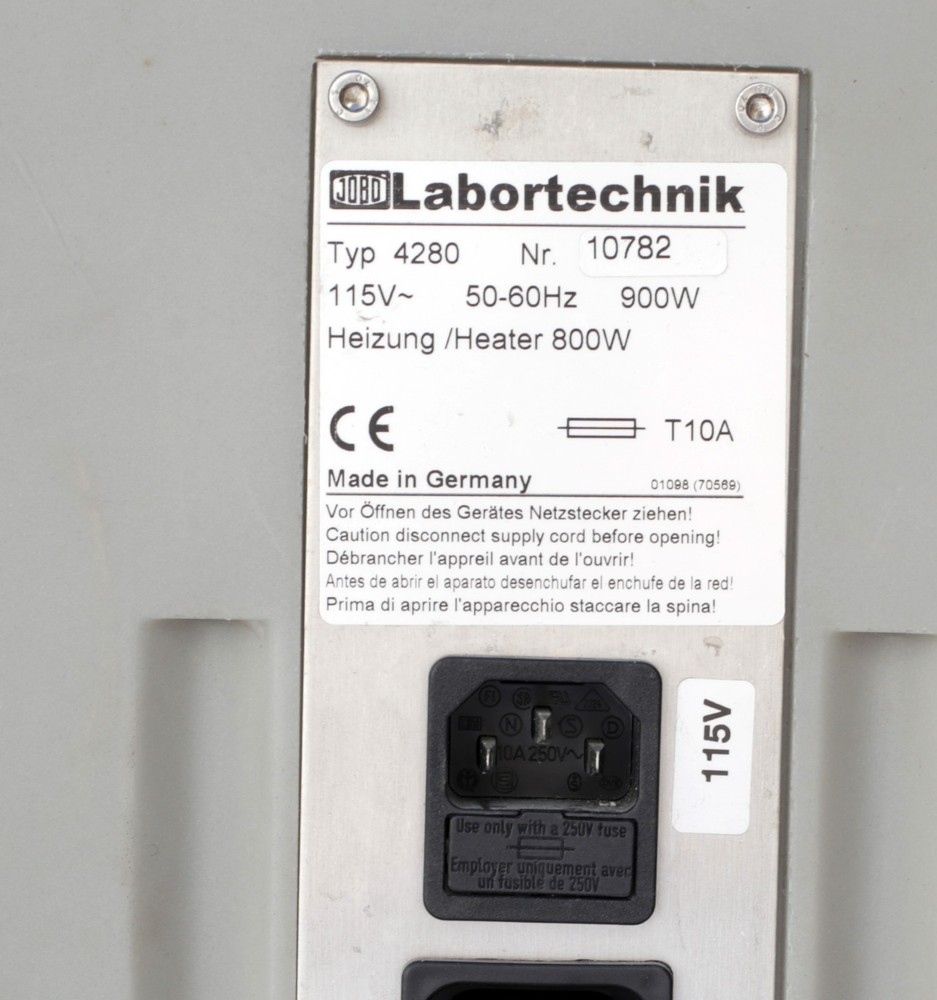 JOBO Labortechnik
Typ 4280 Nr. 10782
115V~ 50-60Hz 900W
Heizung /Heater 800W
CE T10A
Made in Germany 01098 (70569)
Vor Öffnen des Gerätes Netzstecker ziehen!
Caution disconnect supply cord before opening!
Débrancher l'appreil avant de l'ouvrir!
Antes de abrir el aparato desenchufar el enchufe de la red!
Prima di aprire l'apparecchio staccare la spina!
115V
N S D
10A 250V~
Use only with a 250V fuse
Employer uniquement avec
un fusible de 250V